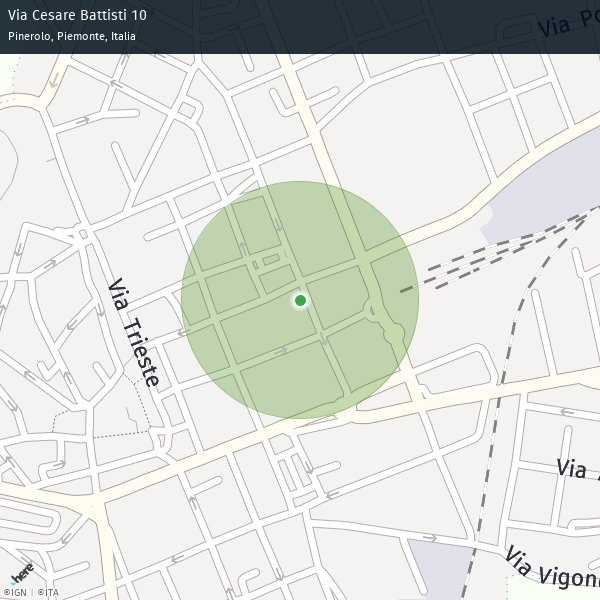 Via Cesare Battisti 10
Pinerolo, Piemonte, Italia
Via Po
Via Trieste
Via
Via Vigon
here
©IGN | ©ITA